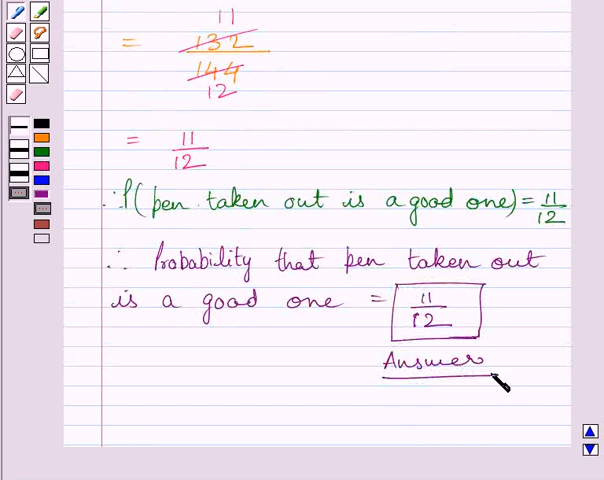 11
= 132
144
12
= 11
12
∴ P(pen taken out is a good one) = 11
12
∴ Probability that pen taken out
is a good one = 11
12
Answer